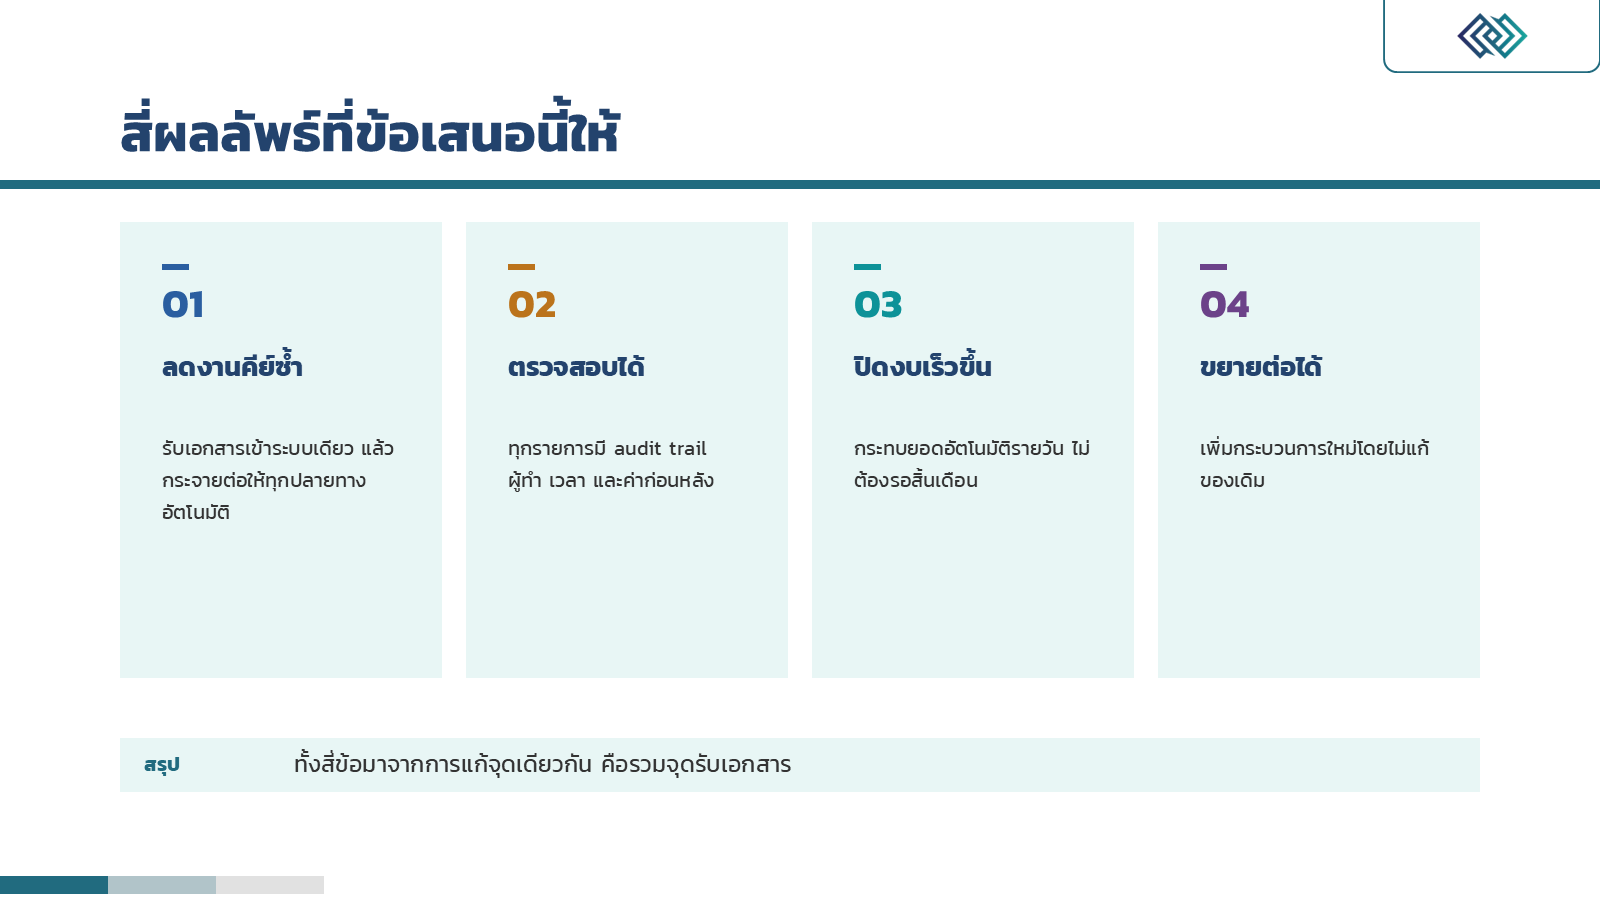 สี่ผลลัพธ์ที่ข้อเสนอนี้ให้
01
ลดงานคีย์ซ้ำ
รับเอกสารเข้าระบบเดียว แล้ว
กระจายต่อให้ทุกปลายทาง
อัตโนมัติ
02
ตรวจสอบได้
ทุกรายการมี audit trail
ผู้ทำ เวลา และค่าก่อนหลัง
03
ปิดงบเร็วขึ้น
กระทบยอดอัตโนมัติรายวัน ไม่
ต้องรอสิ้นเดือน
04
ขยายต่อได้
เพิ่มกระบวนการใหม่โดยไม่แก้
ของเดิม
สรุป ทั้งสี่ข้อมาจากการแก้จุดเดียวกัน คือรวมจุดรับเอกสาร